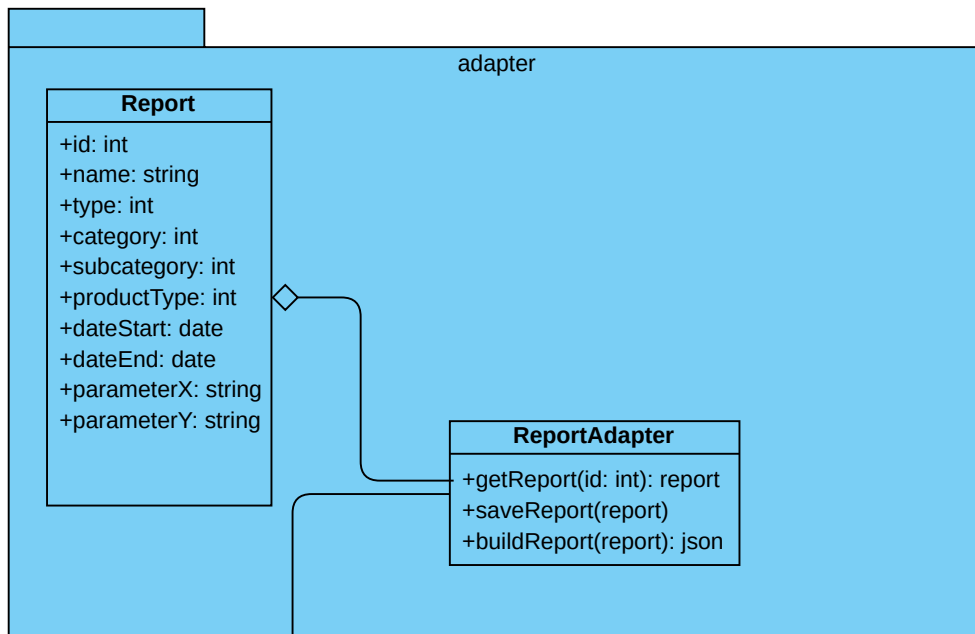 adapter
Report
+id: int
+name: string
+type: int
+category: int
+subcategory: int
+productType: int
+dateStart: date
+dateEnd: date
+parameterX: string
+parameterY: string
ReportAdapter
+getReport(id: int): report
+saveReport(report)
+buildReport(report): json